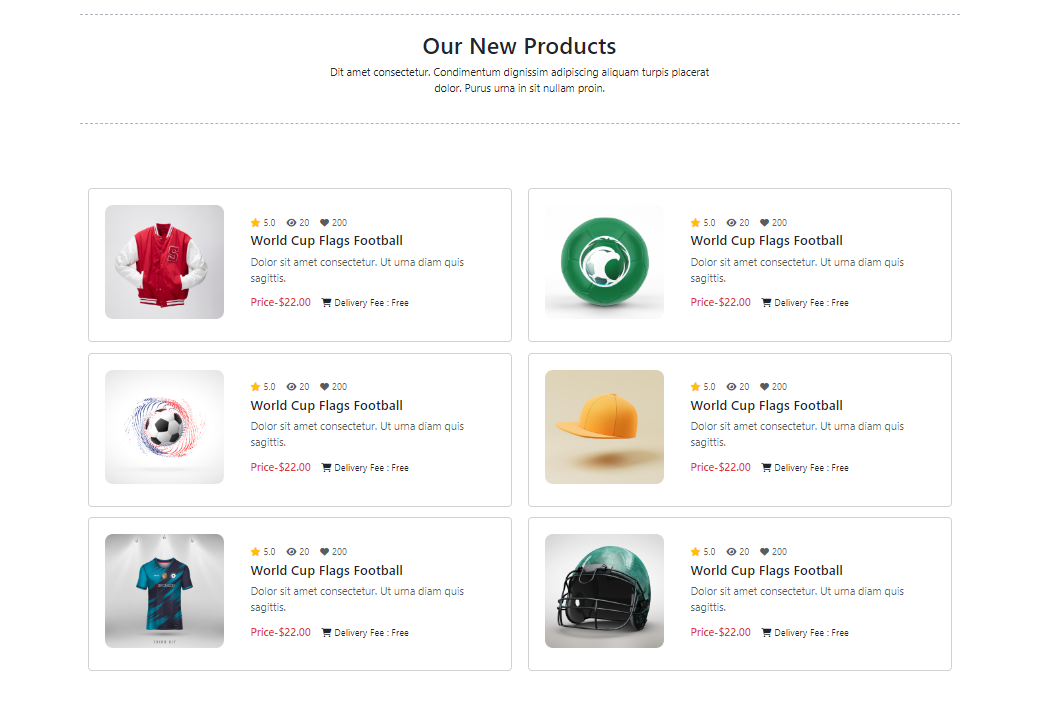 Our New Products
Dit amet consectetur. Condimentum dignissim adipiscing aliquam turpis placerat
dolor. Purus urna in sit nullam proin.
5.0 20 200
World Cup Flags Football
Dolor sit amet consectetur. Ut urna diam quis
sagittis.
Price-$22.00 Delivery Fee : Free
5.0 20 200
World Cup Flags Football
Dolor sit amet consectetur. Ut urna diam quis
sagittis.
Price-$22.00 Delivery Fee : Free
5.0 20 200
World Cup Flags Football
Dolor sit amet consectetur. Ut urna diam quis
sagittis.
Price-$22.00 Delivery Fee : Free
5.0 20 200
World Cup Flags Football
Dolor sit amet consectetur. Ut urna diam quis
sagittis.
Price-$22.00 Delivery Fee : Free
THIRD KIT
5.0 20 200
World Cup Flags Football
Dolor sit amet consectetur. Ut urna diam quis
sagittis.
Price-$22.00 Delivery Fee : Free
5.0 20 200
World Cup Flags Football
Dolor sit amet consectetur. Ut urna diam quis
sagittis.
Price-$22.00 Delivery Fee : Free
S